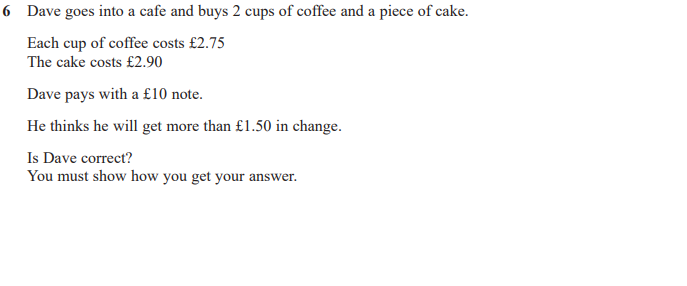 6 Dave goes into a cafe and buys 2 cups of coffee and a piece of cake.
Each cup of coffee costs £2.75
The cake costs £2.90
Dave pays with a £10 note.
He thinks he will get more than £1.50 in change.
Is Dave correct?
You must show how you get your answer.